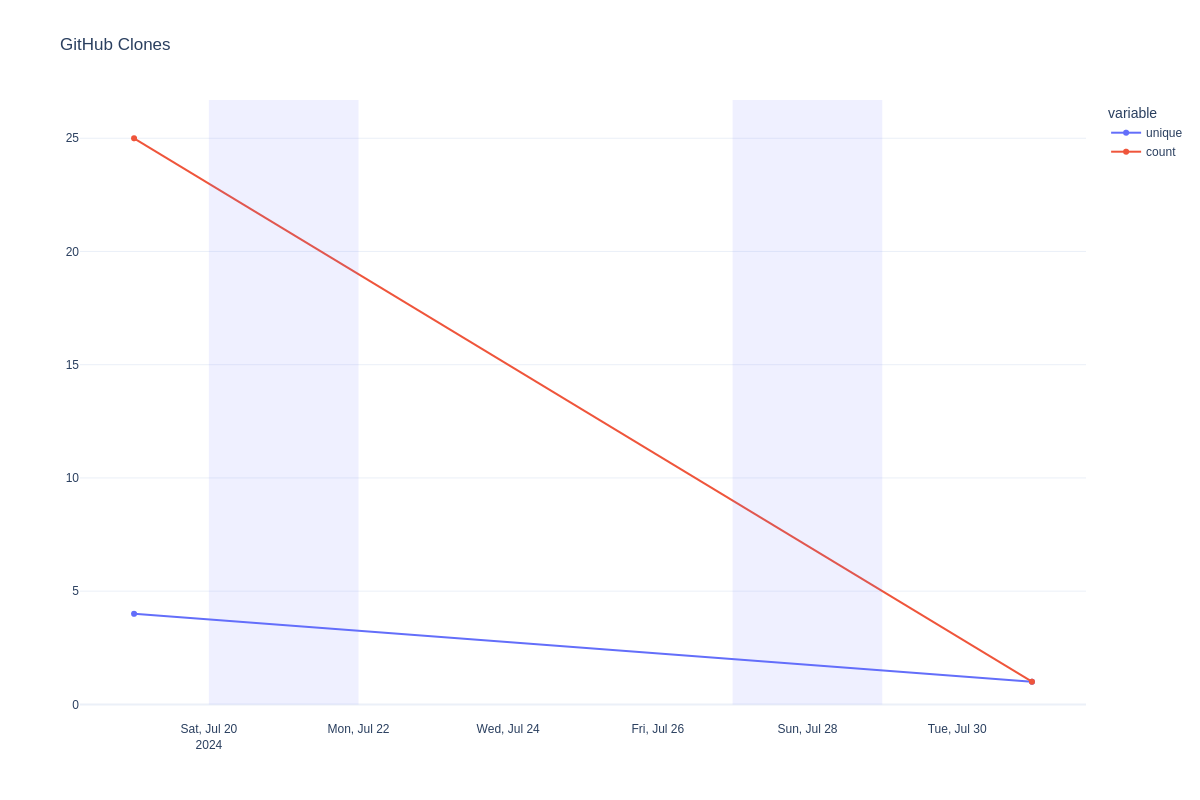 GitHub Clones
variable
unique
count
25
20
15
10
5
0
Sat, Jul 20
2024
Mon, Jul 22
Wed, Jul 24
Fri, Jul 26
Sun, Jul 28
Tue, Jul 30